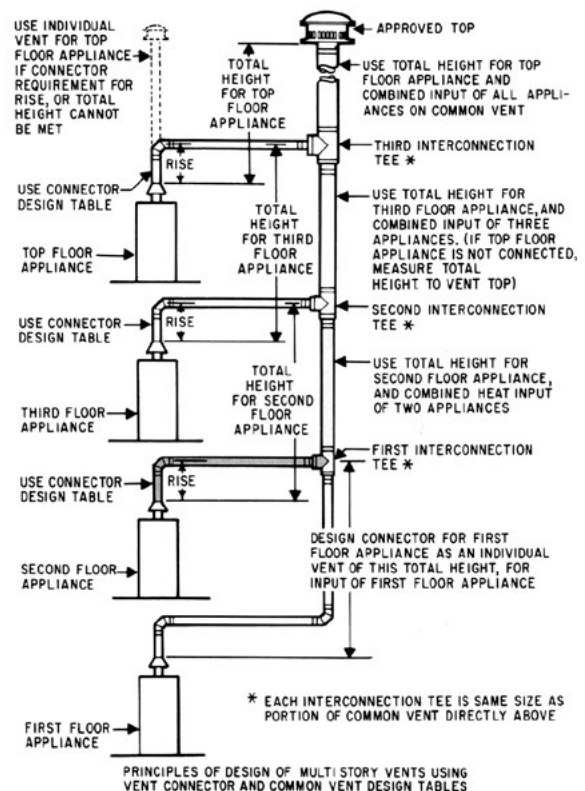 USE INDIVIDUAL
VENT FOR TOP
FLOOR APPLIANCE
IF CONNECTOR
REQUIREMENT FOR
RISE, OR TOTAL
HEIGHT CANNOT
BE MET
TOTAL
HEIGHT
FOR TOP
FLOOR
APPLIANCE
APPROVED TOP
USE TOTAL HEIGHT FOR TOP
FLOOR APPLIANCE AND
COMBINED INPUT OF ALL APPLI-
ANCES ON COMMON VENT
RISE
THIRD INTERCONNECTION
TEE *
USE CONNECTOR
DESIGN TABLE
TOP FLOOR
APPLIANCE
TOTAL
HEIGHT
FOR THIRD
FLOOR
APPLIANCE
USE TOTAL HEIGHT FOR
THIRD FLOOR APPLIANCE, AND
COMBINED INPUT OF THREE
APPLIANCES. (IF TOP FLOOR
APPLIANCE IS NOT CONNECTED,
MEASURE TOTAL
HEIGHT TO VENT TOP)
SECOND INTERCONNECTION
TEE *
USE CONNECTOR
DESIGN TABLE
RISE
THIRD FLOOR
APPLIANCE
TOTAL
HEIGHT
FOR SECOND
FLOOR
APPLIANCE
USE TOTAL HEIGHT FOR
SECOND FLOOR APPLIANCE,
AND COMBINED HEAT INPUT
OF TWO APPLIANCES
FIRST INTERCONNECTION
TEE *
USE CONNECTOR
DESIGN TABLE
RISE
SECOND FLOOR
APPLIANCE
DESIGN CONNECTOR FOR FIRST
FLOOR APPLIANCE AS AN INDIVIDUAL
VENT OF THIS TOTAL HEIGHT, FOR
INPUT OF FIRST FLOOR APPLIANCE
FIRST FLOOR
APPLIANCE
* EACH INTERCONNECTION TEE IS SAME SIZE AS
PORTION OF COMMON VENT DIRECTLY ABOVE
PRINCIPLES OF DESIGN OF MULTI STORY VENTS USING
VENT CONNECTOR AND COMMON VENT DESIGN TABLES